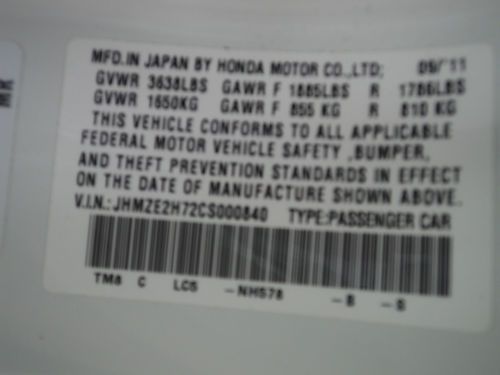 MFD.IN JAPAN BY HONDA MOTOR CO.,LTD; 09/11
GVWR 3638LBS GAWR F 1885LBS R 1786LBS
GVWR 1650KG GAWR F 855 KG R 810 KG
THIS VEHICLE CONFORMS TO ALL APPLICABLE
FEDERAL MOTOR VEHICLE SAFETY ,BUMPER,
AND THEFT PREVENTION STANDARDS IN EFFECT
ON THE DATE OF MANUFACTURE SHOWN ABOVE.
V.I.N.: JHMZE2H72CS000840 TYPE:PASSENGER CAR
TM8 C LC5 -NH578 -B -S